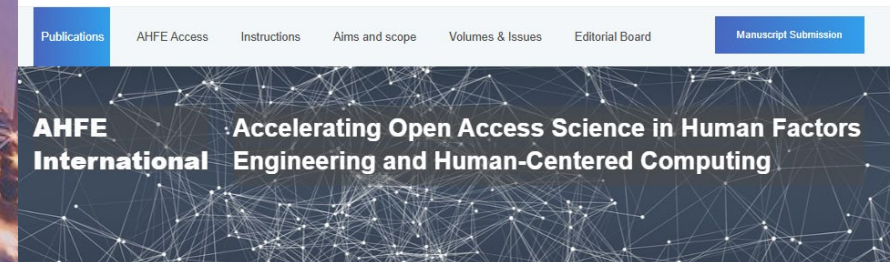 Publications
AHFE Access
Instructions
Aims and scope
Volumes & Issues
Editorial Board
Manuscript Submission
AHFE
International
Accelerating Open Access Science in Human Factors
Engineering and Human-Centered Computing